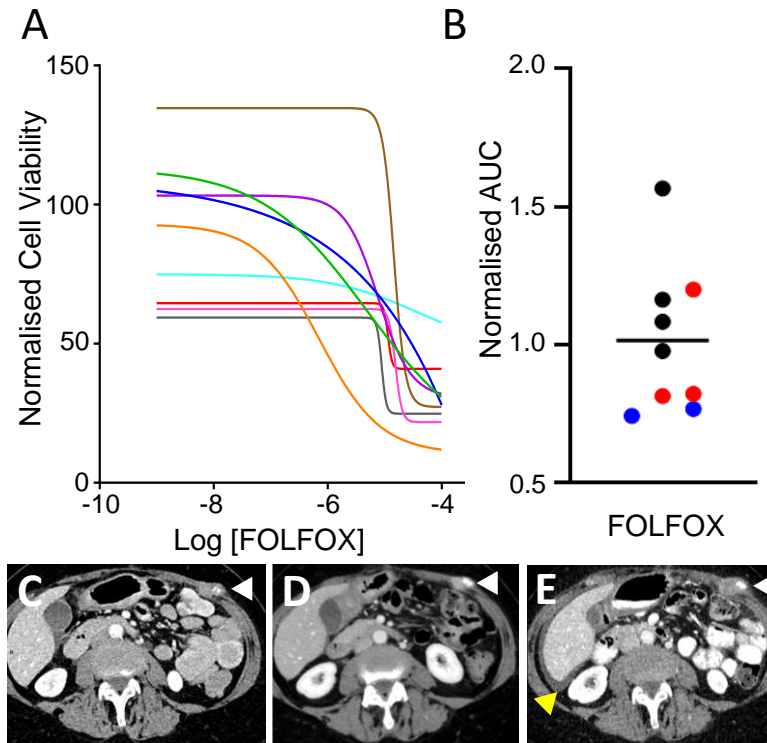 A
B
Normalised Cell Viability
150
100
50
0
-10
-8
-6
-4
Log [FOLFOX]
Normalised AUC
2.0
1.5
1.0
0.5
FOLFOX
C
D
E